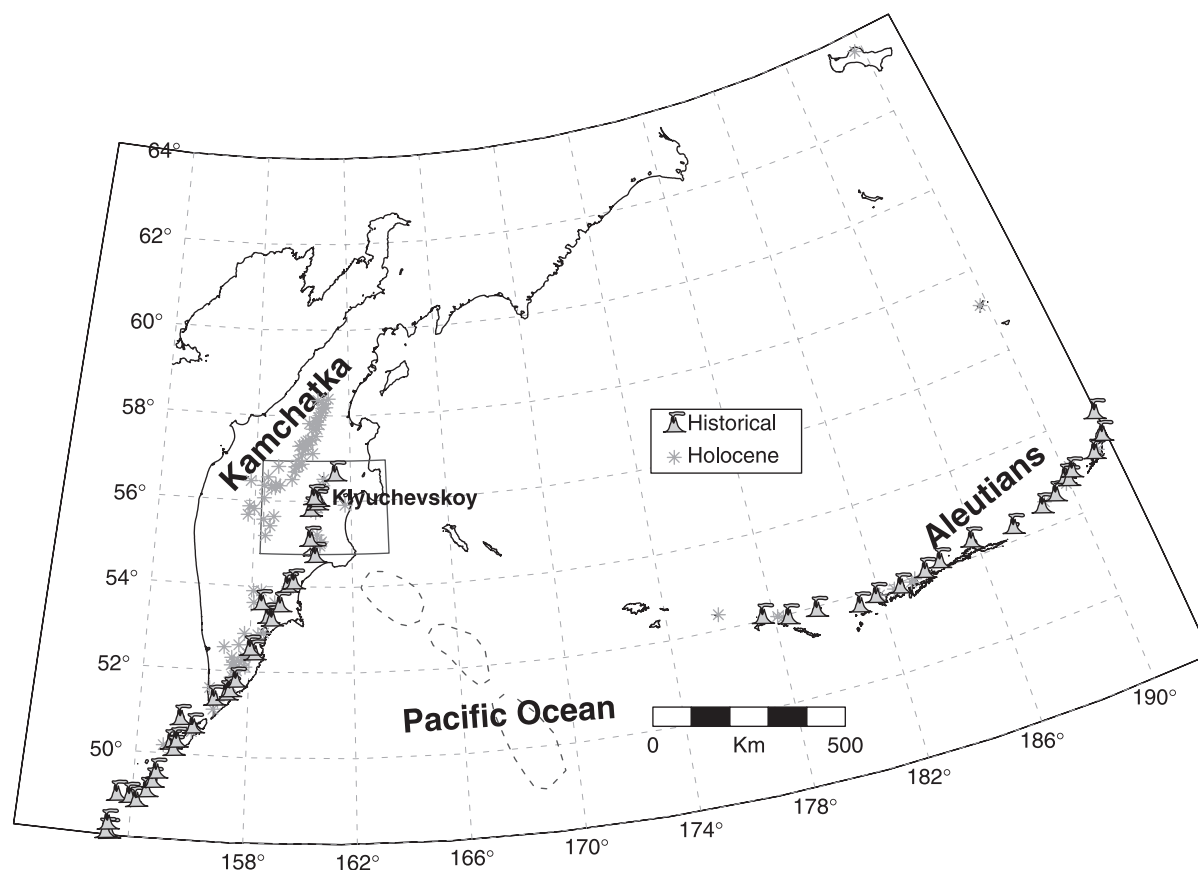 64°
62°
60°
58°
56°
54°
52°
50°
Kamchatka
Klyuchevskoy
Historical
Holocene
Aleutians
Pacific Ocean
0 Km 500
158°
162°
166°
170°
174°
178°
182°
186°
190°